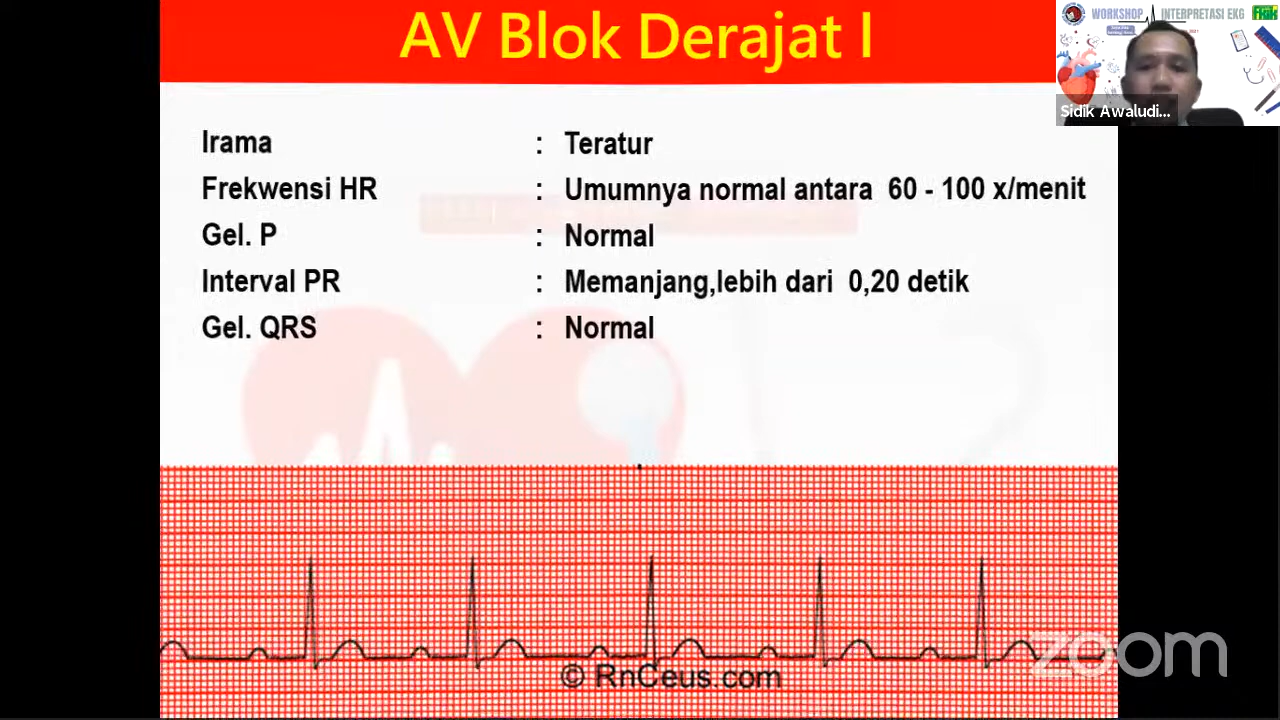 AV Blok Derajat I
WORKSHOP INTERPRETASI EKG
Sidik Awaludi...
Irama : Teratur
Frekwensi HR : Umumnya normal antara 60 - 100 x/menit
Gel. P : Normal
Interval PR : Memanjang,lebih dari 0,20 detik
Gel. QRS : Normal
zoom
© RnCeus.com